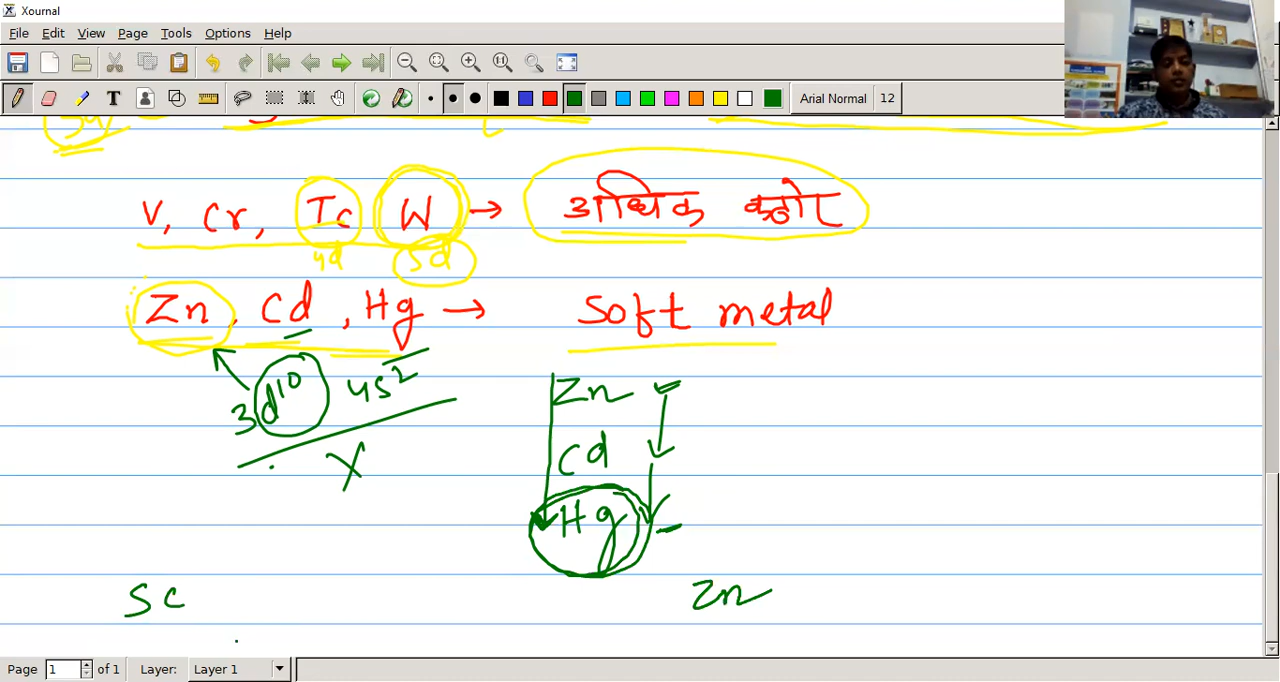 Xournal
File Edit View Page Tools Options Help
Arial Normal 12
V, Cr, Tc W → अधिक कठोर
4d 5d
Zn, Cd, Hg → Soft metal
3d¹⁰ 4s²
X
Zn
Cd
Hg
Sc Zn
Page 1 of 1 Layer: Layer 1